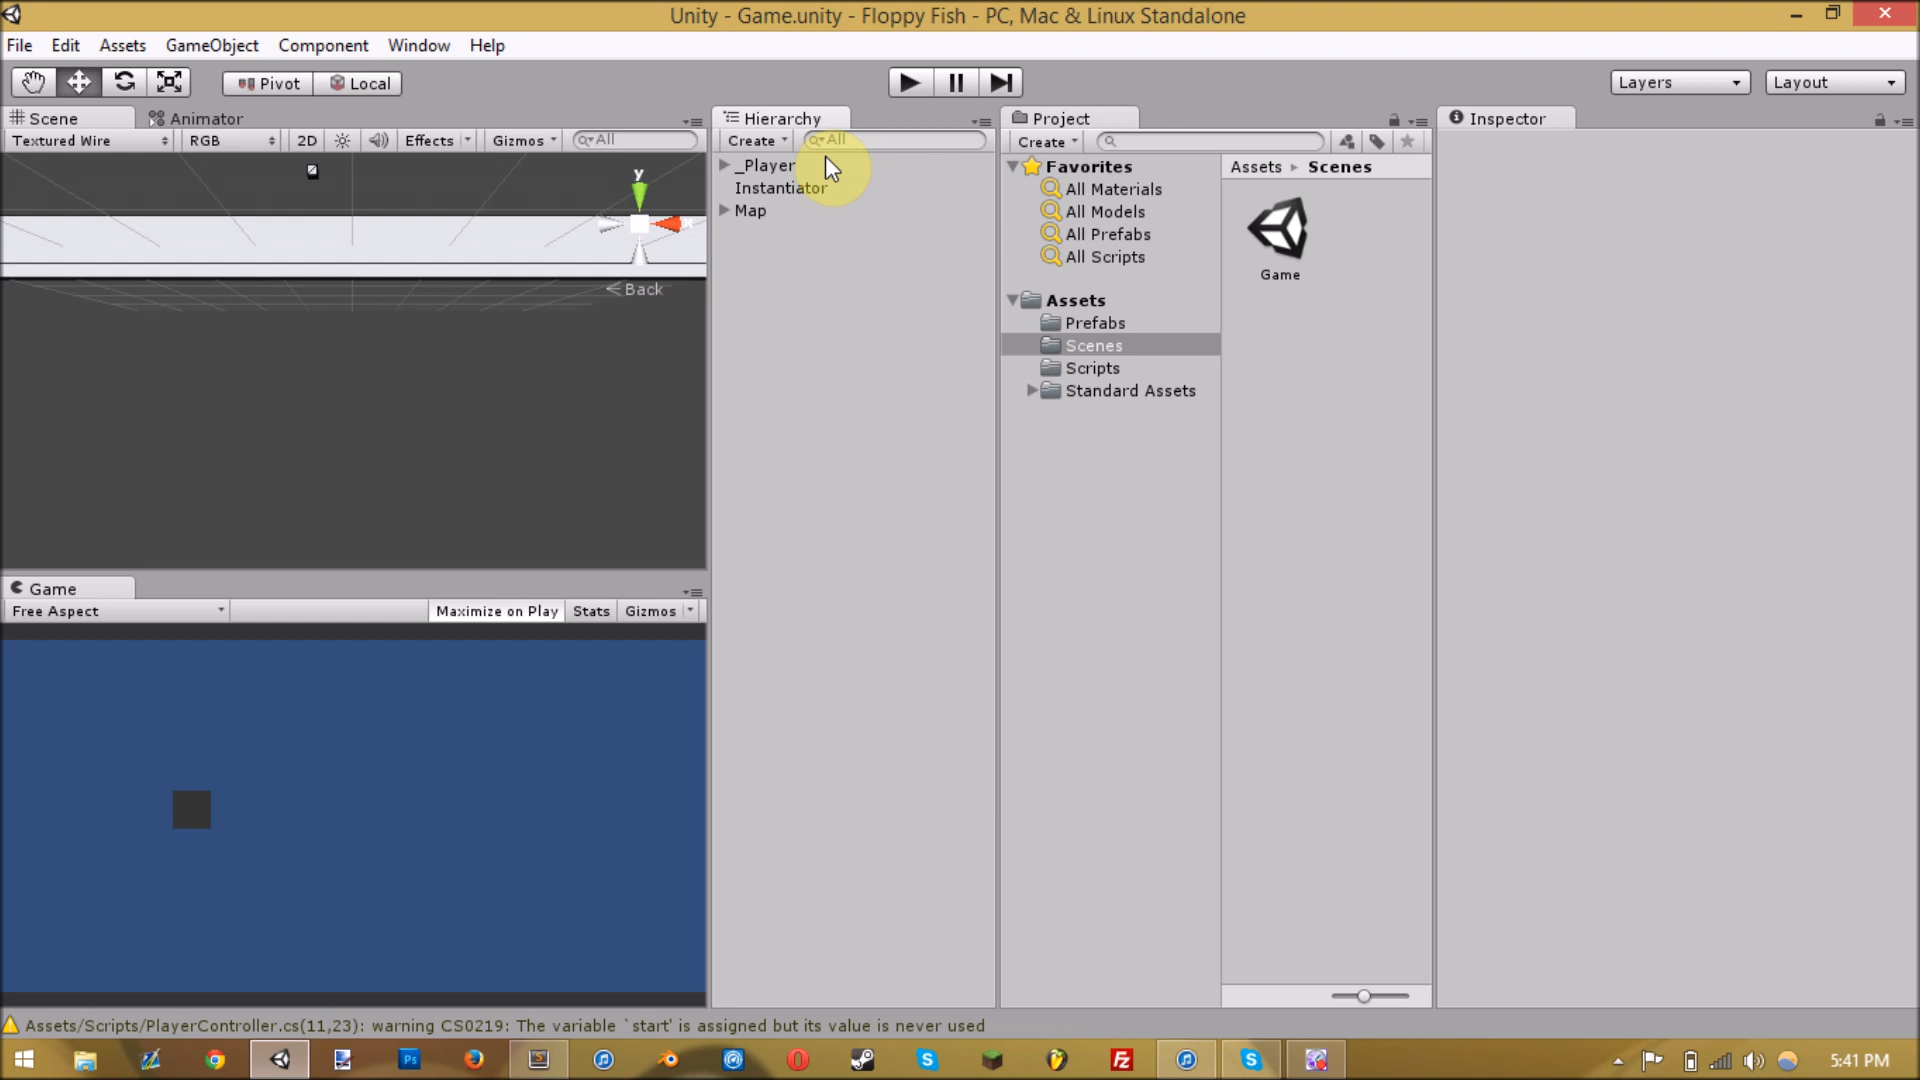 Unity - Game.unity - Floppy Fish - PC, Mac & Linux Standalone
File Edit Assets GameObject Component Window Help
Pivot Local Layers Layout
Scene Animator
Textured Wire RGB 2D Effects Gizmos All
y
Back
Game
Free Aspect Maximize on Play Stats Gizmos
Hierarchy
Create All
_Player
Instantiator
Map
Project
Create
Favorites
All Materials
All Models
All Prefabs
All Scripts
Assets
Prefabs
Scenes
Scripts
Standard Assets
Assets Scenes
Game
Inspector
Assets/Scripts/PlayerController.cs(11,23): warning CS0219: The variable `start' is assigned but its value is never used
Ps S S Fz S 5:41 PM